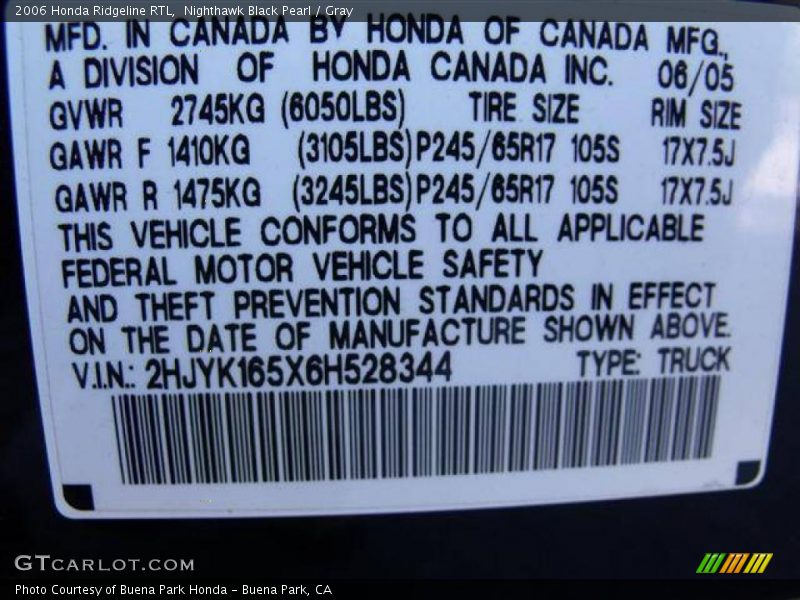 2006 Honda Ridgeline RTL, Nighthawk Black Pearl / Gray
MFD. IN CANADA BY HONDA OF CANADA MFG.,
A DIVISION OF HONDA CANADA INC. 06/05
GVWR 2745KG (6050LBS) TIRE SIZE RIM SIZE
GAWR F 1410KG (3105LBS) P245/65R17 105S 17X7.5J
GAWR R 1475KG (3245LBS) P245/65R17 105S 17X7.5J
THIS VEHICLE CONFORMS TO ALL APPLICABLE
FEDERAL MOTOR VEHICLE SAFETY
AND THEFT PREVENTION STANDARDS IN EFFECT
ON THE DATE OF MANUFACTURE SHOWN ABOVE.
V.I.N.: 2HJYK165X6H528344 TYPE: TRUCK
GTCARLOT.COM
Photo Courtesy of Buena Park Honda - Buena Park, CA